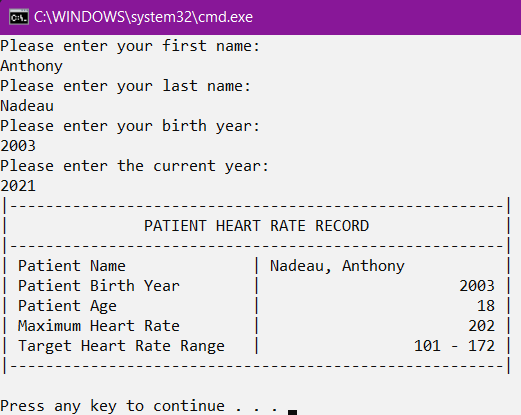 C:\WINDOWS\system32\cmd.exe
Please enter your first name:
Anthony
Please enter your last name:
Nadeau
Please enter your birth year:
2003
Please enter the current year:
2021
|-------------------------------------------------------|
|               PATIENT HEART RATE RECORD               |
|-------------------------------------------------------|
| Patient Name              | Nadeau, Anthony           |
| Patient Birth Year        |                      2003 |
| Patient Age               |                        18 |
| Maximum Heart Rate        |                       202 |
| Target Heart Rate Range   |                 101 - 172 |
|-------------------------------------------------------|
Press any key to continue . . .